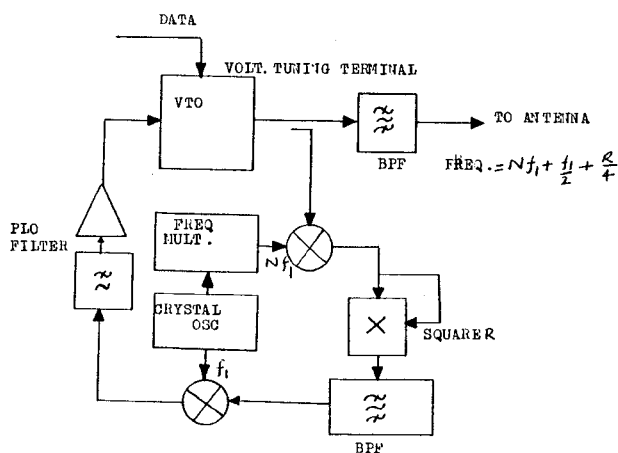 DATA
VOLT. TUNING TERMINAL
VTO
TO ANTENNA
BPF
FREQ. = Nf₁ + f₁/2 + R/4
PLO
FILTER
FREQ
MULT.
Nf₁
CRYSTAL
OSC
X
SQUARER
f₁
BPF